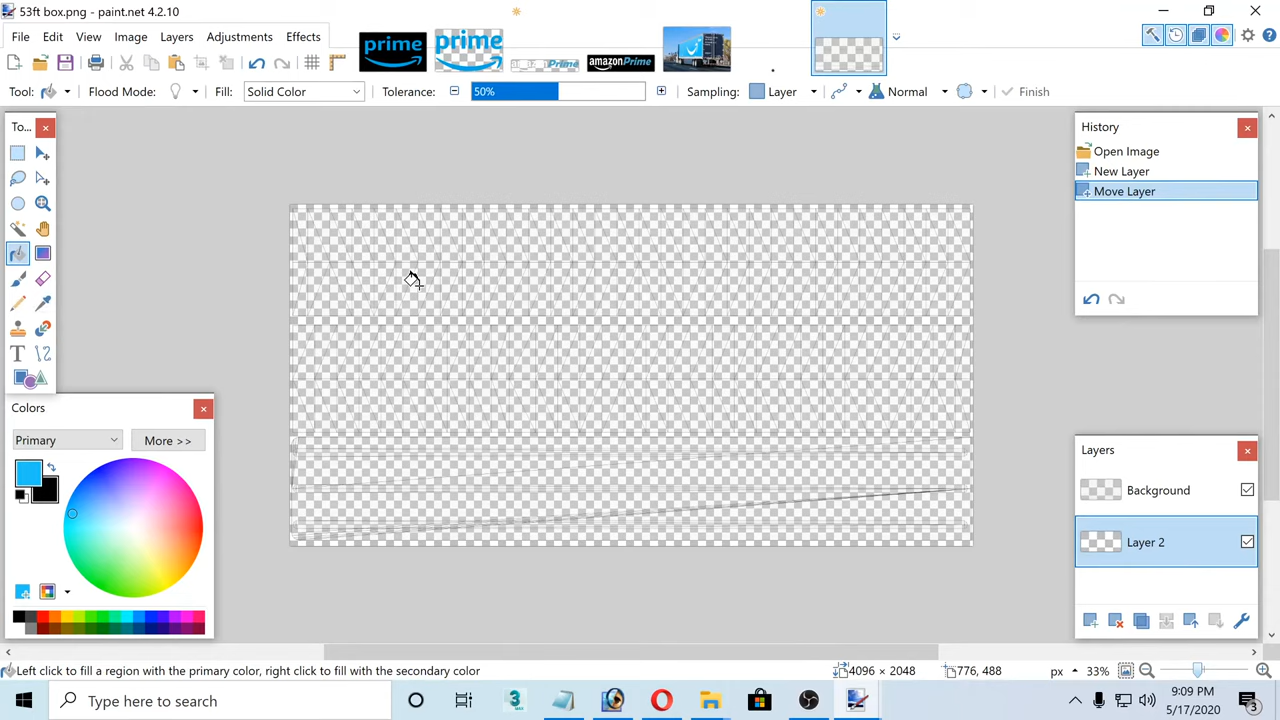 53ft box.png - paint.net 4.2.10
File Edit View Image Layers Adjustments Effects
prime
prime
Prime
amazonPrime
Tool: Flood Mode: Fill: Solid Color Tolerance: 50% Sampling: Layer Normal Finish
To...
History
Open Image
New Layer
Move Layer
Colors
Primary
More >>
Layers
Background
Layer 2
Left click to fill a region with the primary color, right click to fill with the secondary color
4096 × 2048
776, 488
px
33%
Type here to search
3
MAX
9:09 PM
5/17/2020
3